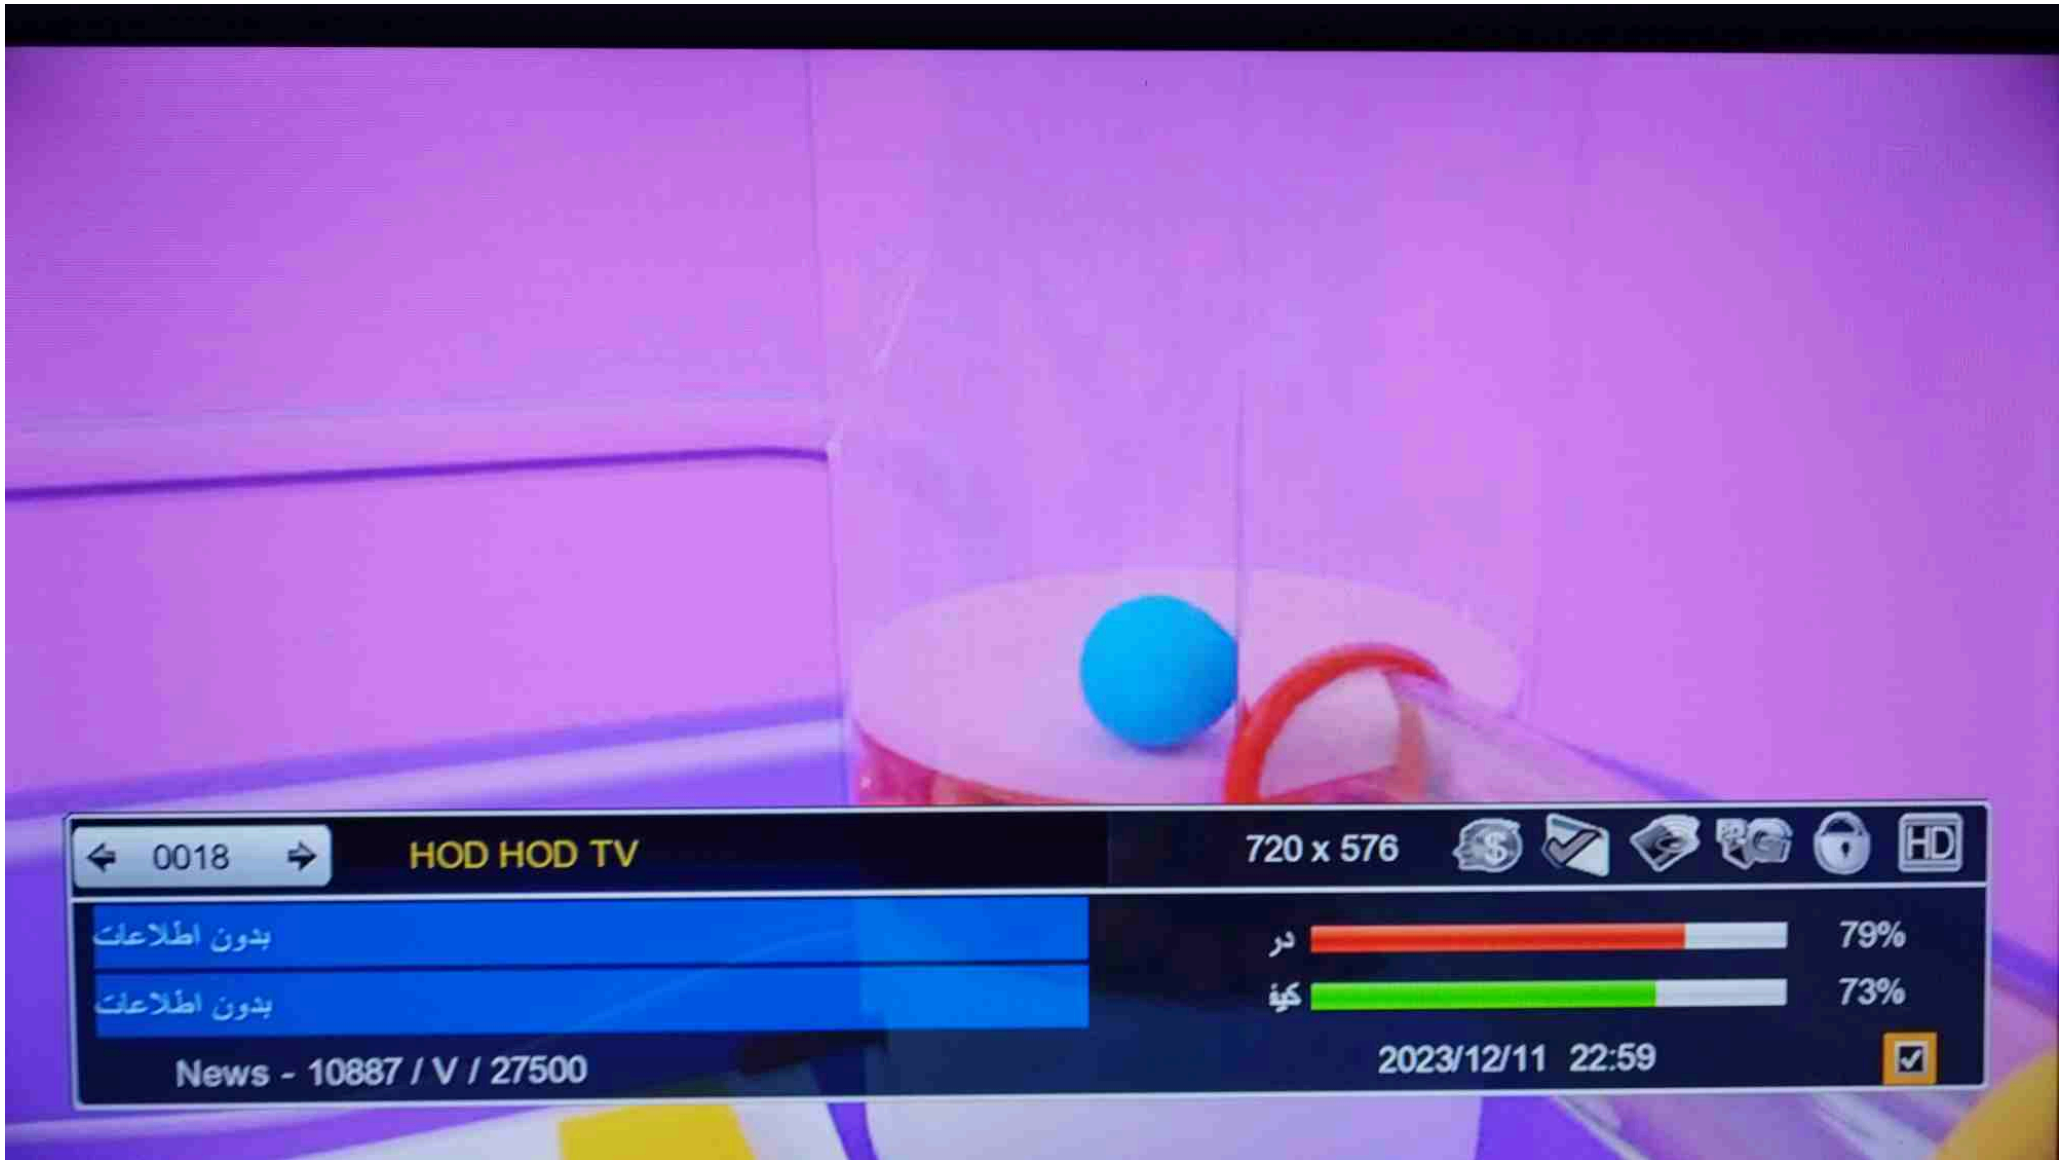 0018 HOD HOD TV 720 x 576 HD
بدون اطلاعات
در 79%
بدون اطلاعات
کیف 73%
News - 10887 / V / 27500 2023/12/11 22:59